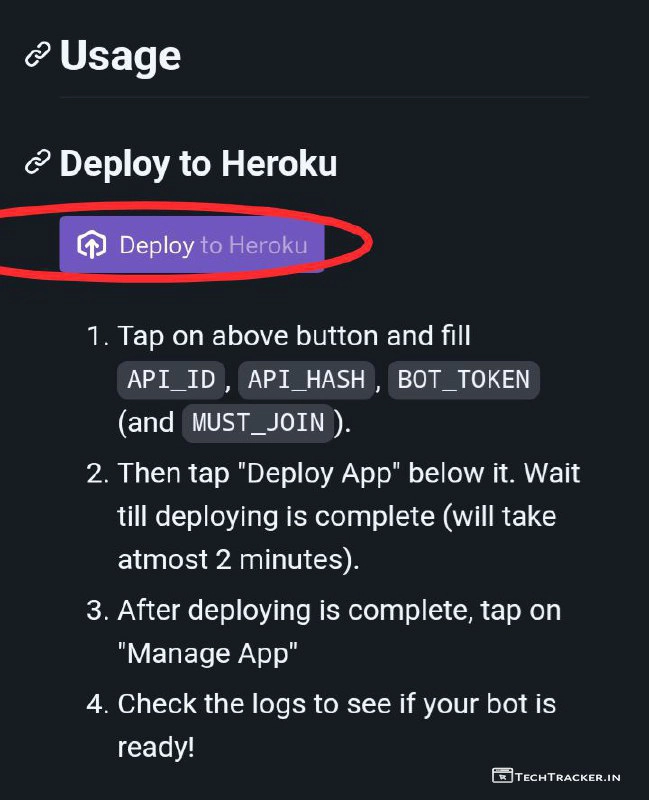 Usage
Deploy to Heroku
Deploy to Heroku
1. Tap on above button and fill
API_ID, API_HASH, BOT_TOKEN
(and MUST_JOIN).
2. Then tap "Deploy App" below it. Wait
till deploying is complete (will take
atmost 2 minutes).
3. After deploying is complete, tap on
"Manage App"
4. Check the logs to see if your bot is
ready!
TECHTRACKER.IN